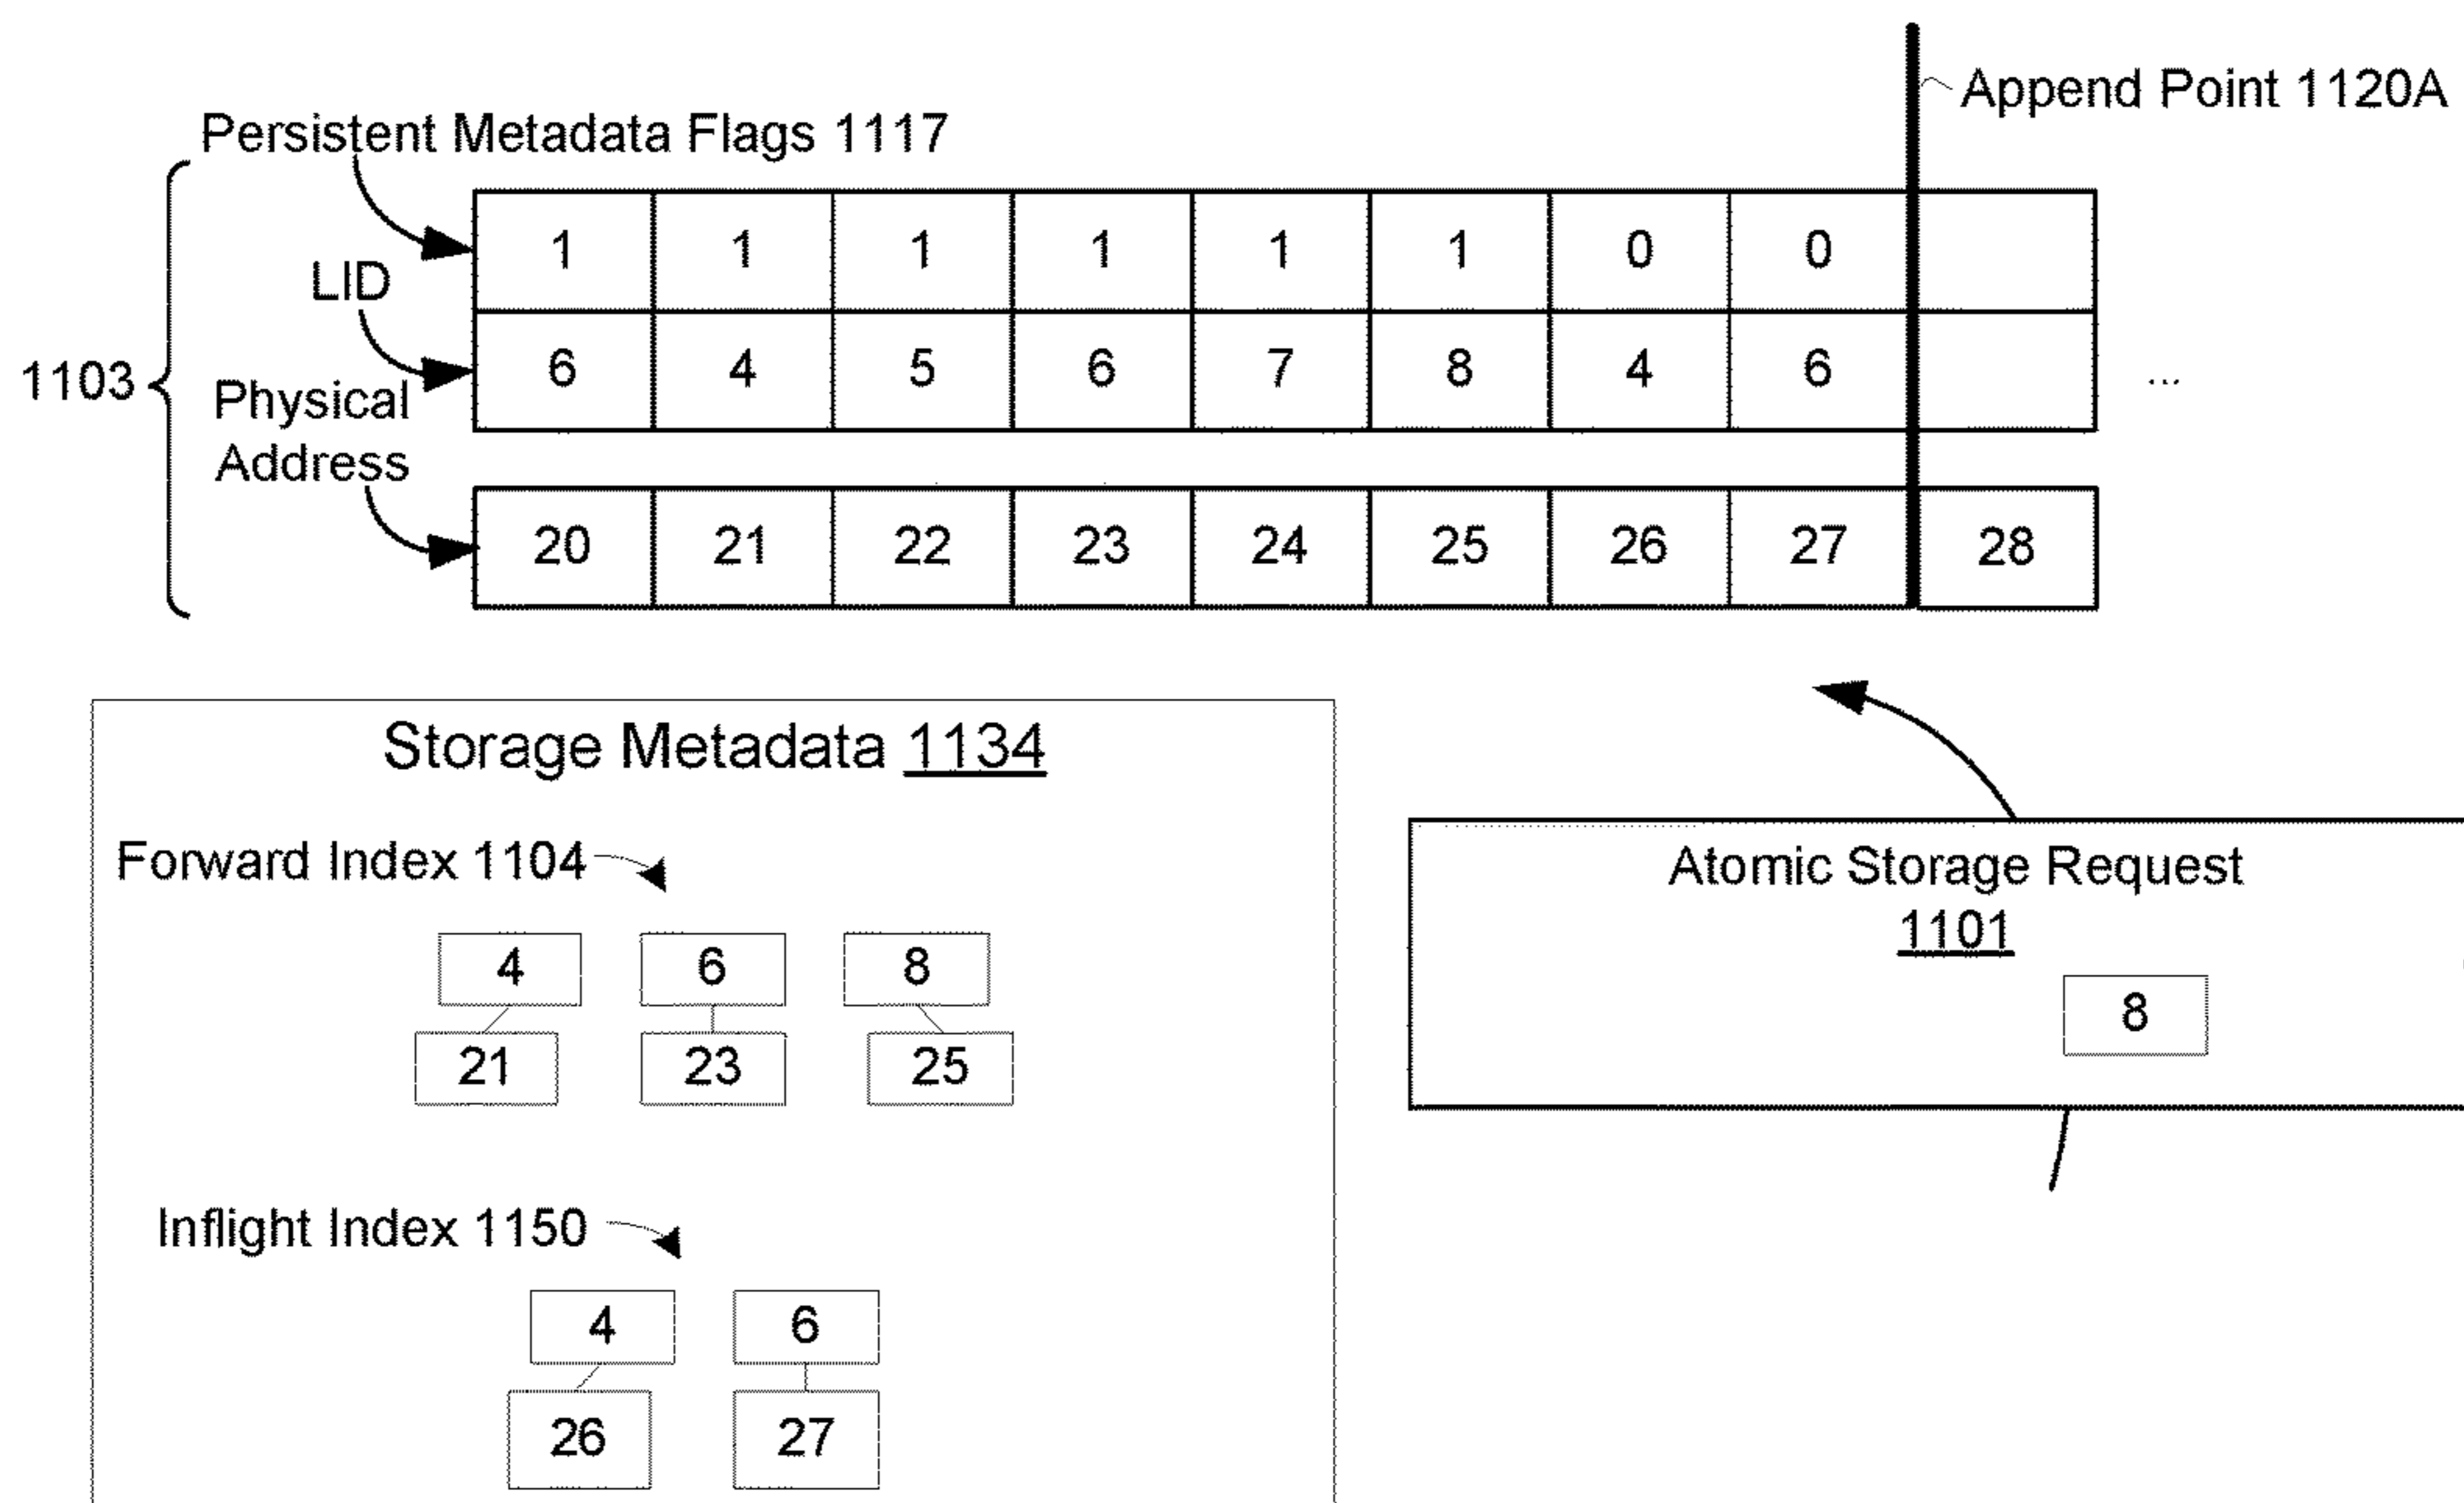 Append Point 1120A
Persistent Metadata Flags 1117
1 1 1 1 1 1 0 0
LID
6 4 5 6 7 8 4 6 ...
1103
Physical
Address
20 21 22 23 24 25 26 27 28
Storage Metadata 1134
Forward Index 1104
4 6 8
21 23 25
Inflight Index 1150
4 6
26 27
Atomic Storage Request
1101
8